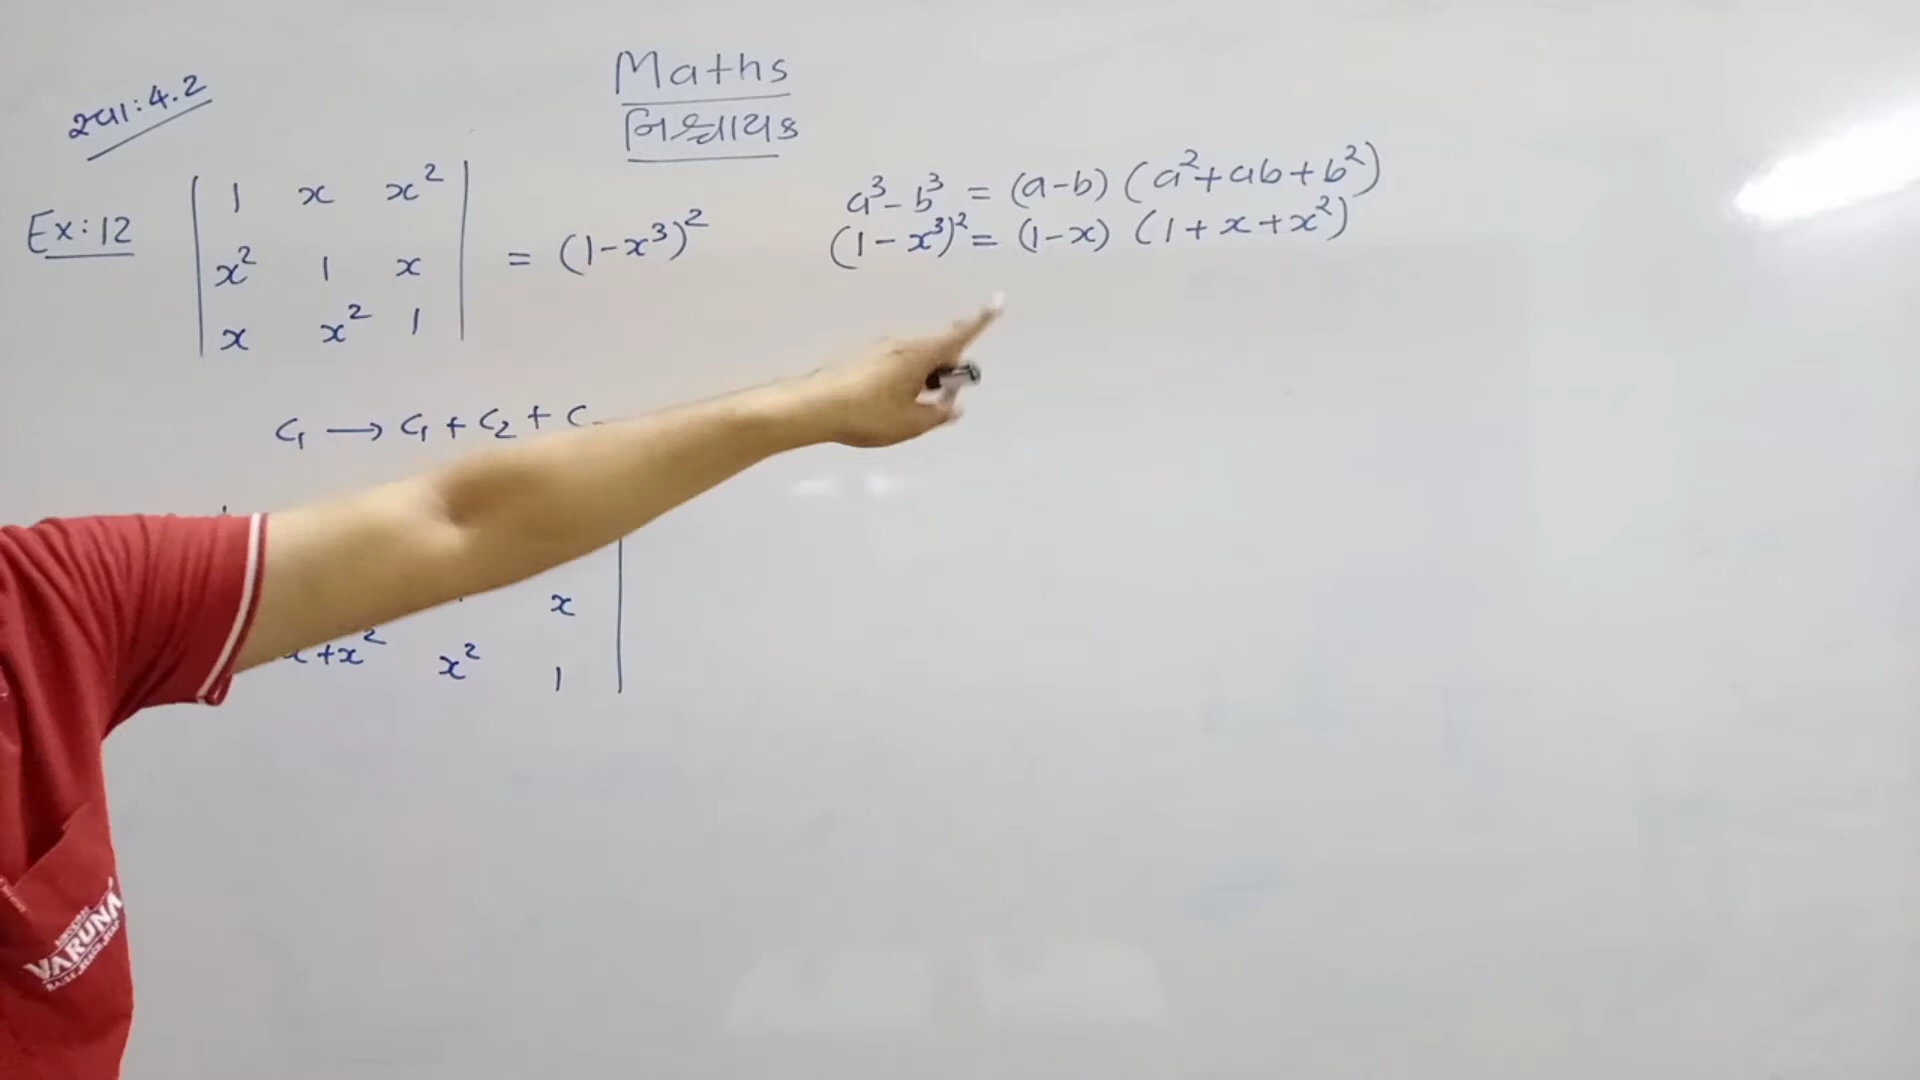 Maths
નિશ્ચાયક
સ્વા:4.2
Ex:12
| 1 x x² |
| x² 1 x | = (1-x³)²
| x x² 1 |
a³-b³ = (a-b) (a²+ab+b²)
(1-x³)² = (1-x) (1+x+x²)
C₁ → C₁ + C₂ + C
x
x+x² x² 1
VARUNA